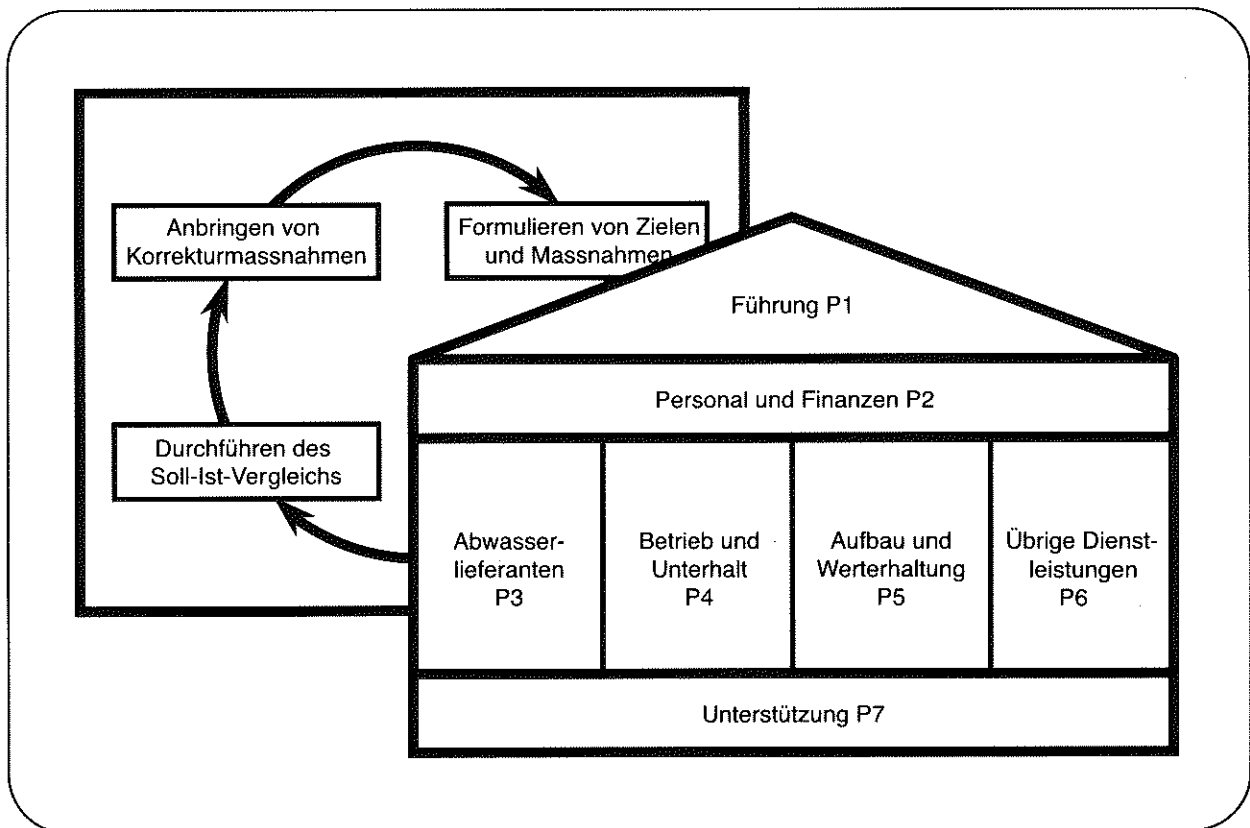 Anbringen von
Korrekturmassnahmen
Formulieren von Zielen
und Massnahmen
Führung P1
Personal und Finanzen P2
Durchführen des
Soll-Ist-Vergleichs
Abwasser-
lieferanten
P3
Betrieb und
Unterhalt
P4
Aufbau und
Werterhaltung
P5
Übrige Dienst-
leistungen
P6
Unterstützung P7